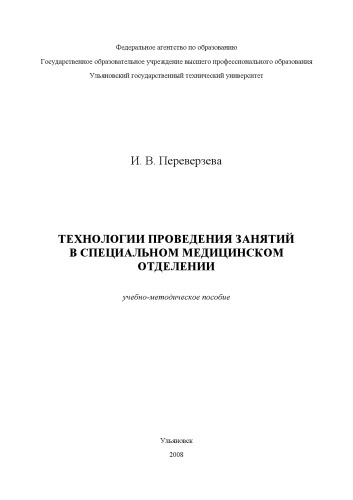 Федеральное агентство по образованию
Государственное образовательное учреждение высшего профессионального образования
Ульяновский государственный технический университет
И. В. Переверзева
ТЕХНОЛОГИИ ПРОВЕДЕНИЯ ЗАНЯТИЙ
В СПЕЦИАЛЬНОМ МЕДИЦИНСКОМ
ОТДЕЛЕНИИ
учебно-методическое пособие
Ульяновск
2008